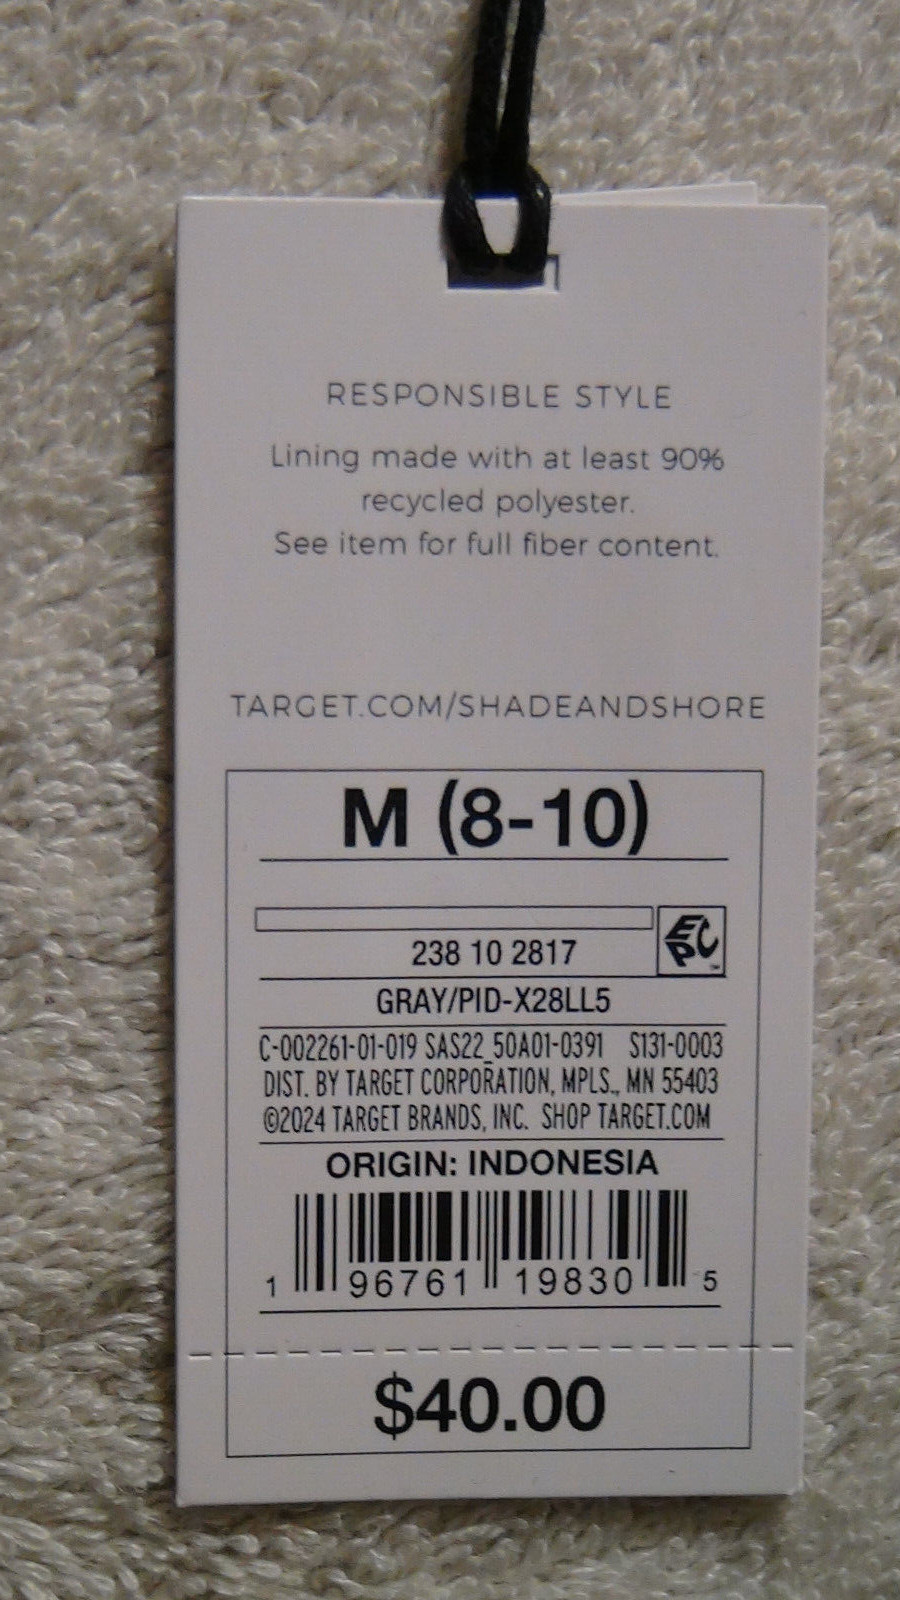 RESPONSIBLE STYLE
Lining made with at least 90%
recycled polyester.
See item for full fiber content.
TARGET.COM/SHADEANDSHORE
M (8-10)
EPC™
238 10 2817
GRAY/PID-X28LL5
C-002261-01-019 SAS22_50A01-0391 S131-0003
DIST. BY TARGET CORPORATION, MPLS., MN 55403
©2024 TARGET BRANDS, INC. SHOP TARGET.COM
ORIGIN: INDONESIA
1 96761 19830 5
$40.00